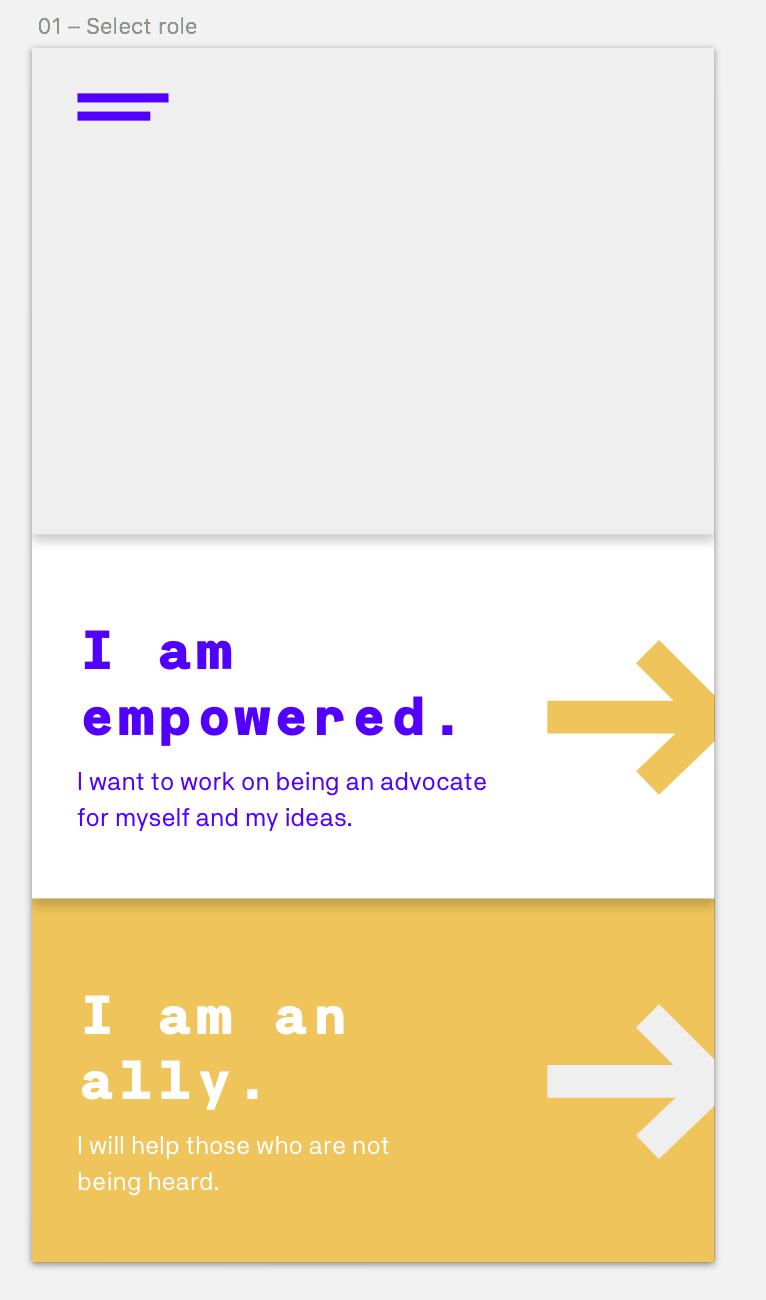 01 – Select role
I am
empowered.
I want to work on being an advocate
for myself and my ideas.
I am an
ally.
I will help those who are not
being heard.